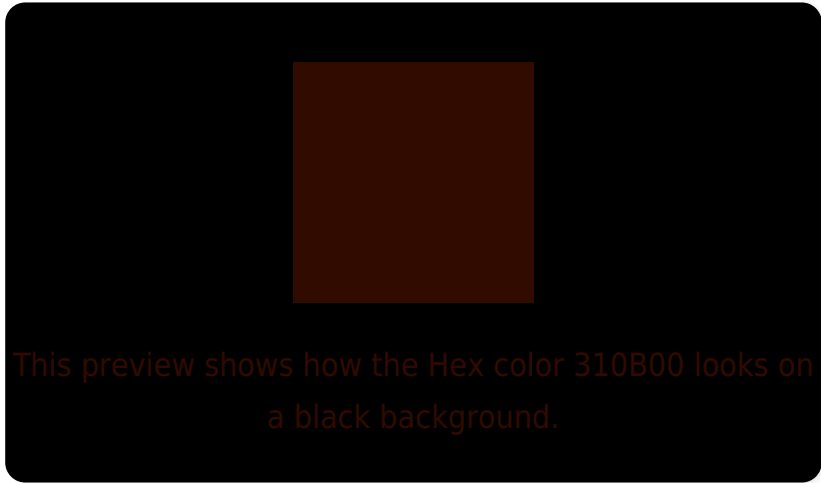 This preview shows how the Hex color 310B00 looks on
a black background.